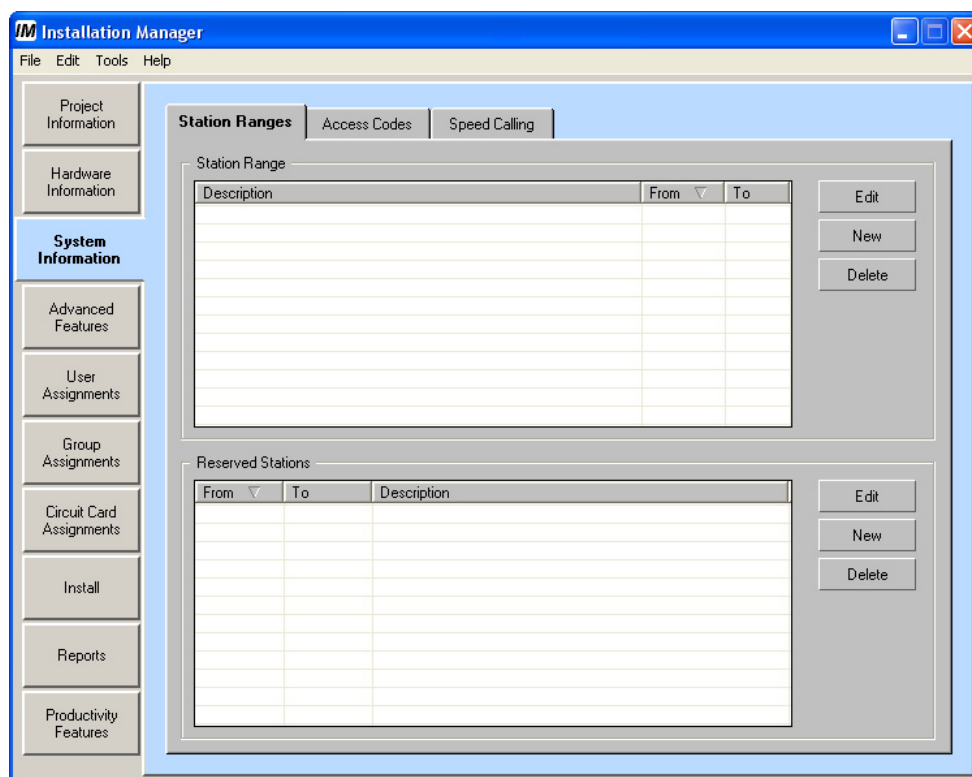 IM Installation Manager
File Edit Tools Help
Project
Information
Hardware
Information
System
Information
Advanced
Features
User
Assignments
Group
Assignments
Circuit Card
Assignments
Install
Reports
Productivity
Features
Station Ranges Access Codes Speed Calling
Station Range
Description From To
Edit
New
Delete
Reserved Stations
From To Description
Edit
New
Delete